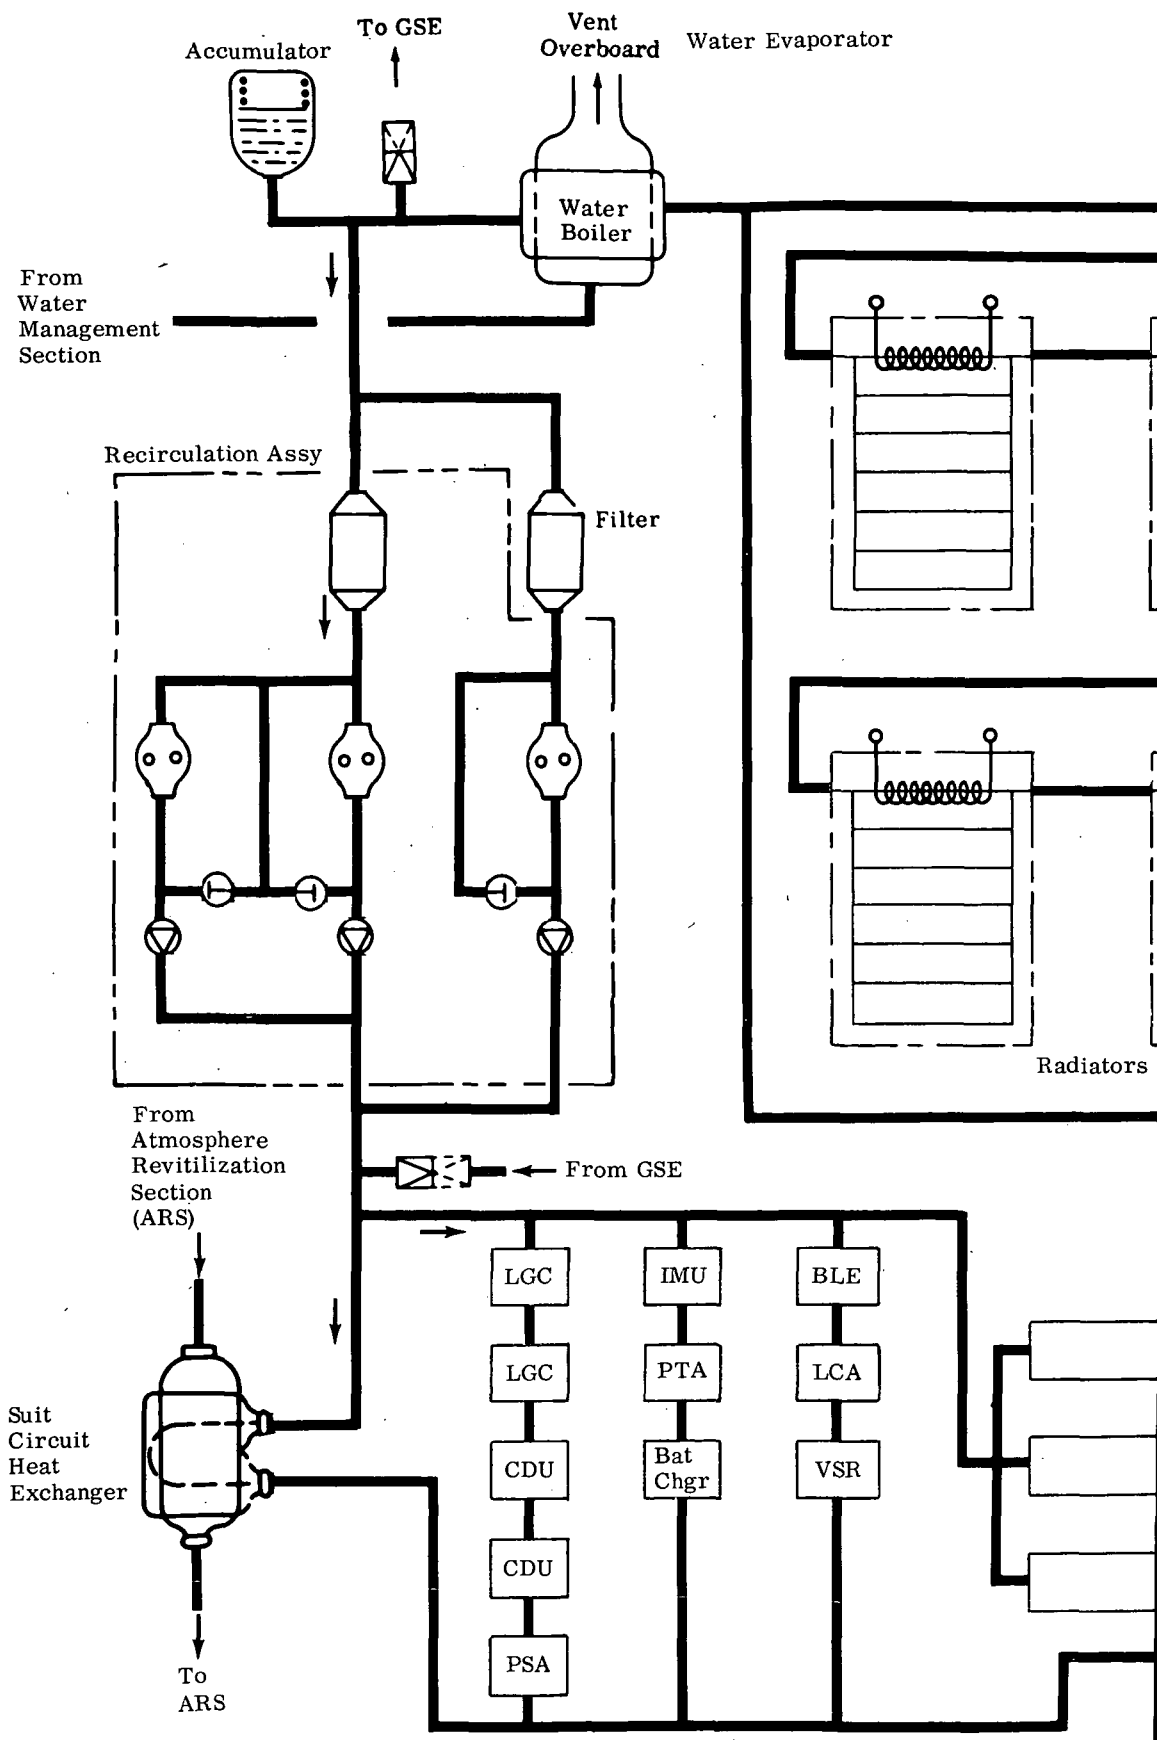 To GSE
Vent
Overboard
Water Evaporator
Accumulator
Water
Boiler
From
Water
Management
Section
Recirculation Assy
Filter
Radiators
From
Atmosphere
Revitilization
Section
(ARS)
From GSE
LGC
IMU
BLE
LGC
PTA
LCA
Suit
Circuit
Heat
Exchanger
CDU
Bat
Chgr
VSR
CDU
PSA
To
ARS